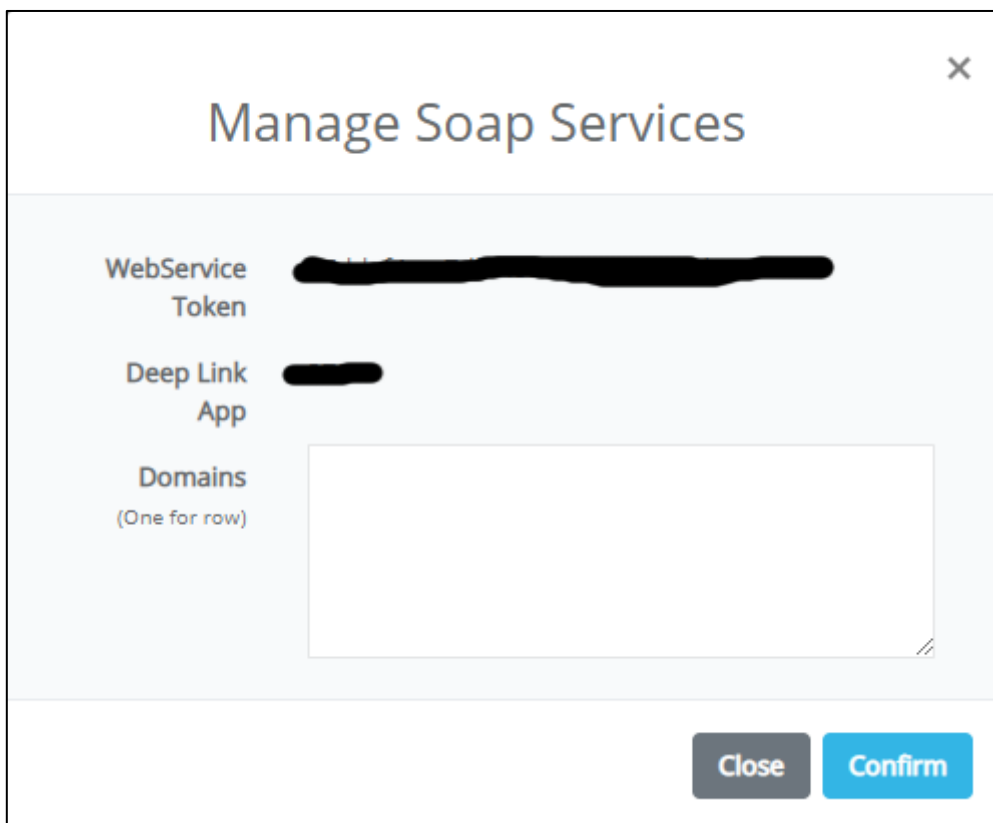 Manage Soap Services
WebService
Token
Deep Link
App
Domains
(One for row)
Close
Confirm